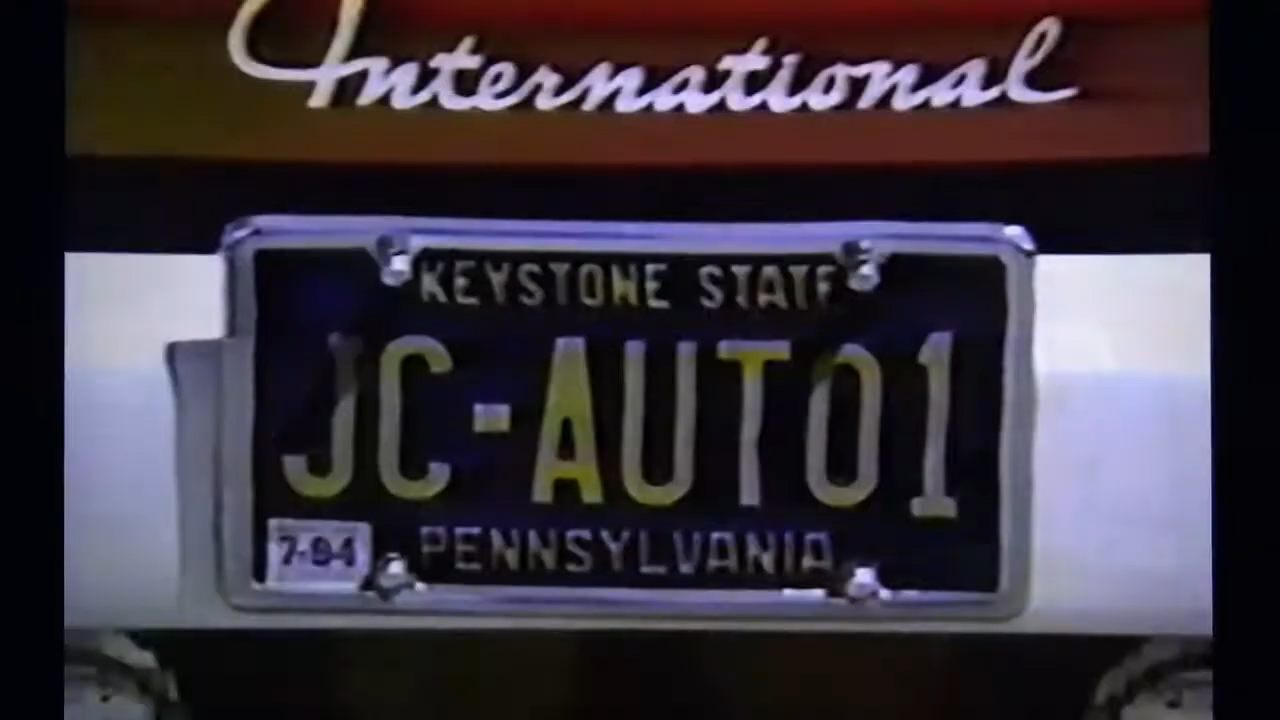 International
KEYSTONE STATE
JC-AUTO1
7-94
PENNSYLVANIA